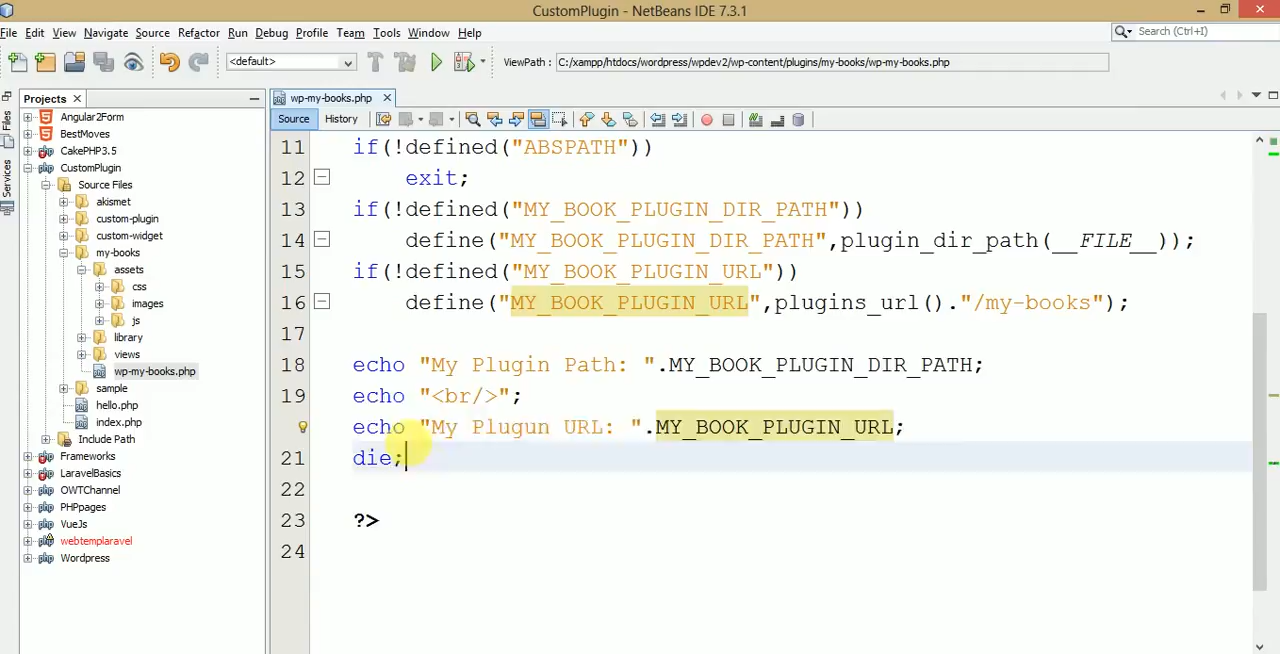 CustomPlugin - NetBeans IDE 7.3.1
File Edit View Navigate Source Refactor Run Debug Profile Team Tools Window Help
Search (Ctrl+I)
<default>
ViewPath : C:/xampp/htdocs/wordpress/wpdev2/wp-content/plugins/my-books/wp-my-books.php
Files
Services
Projects
Angular2Form
BestMoves
CakePHP3.5
CustomPlugin
Source Files
akismet
custom-plugin
custom-widget
my-books
assets
css
images
js
library
views
wp-my-books.php
sample
hello.php
index.php
Include Path
Frameworks
LaravelBasics
OWTChannel
PHPpages
VueJs
webtemplaravel
Wordpress
wp-my-books.php
Source History
11 if(!defined("ABSPATH"))
12 exit;
13 if(!defined("MY_BOOK_PLUGIN_DIR_PATH"))
14 define("MY_BOOK_PLUGIN_DIR_PATH",plugin_dir_path(__FILE__));
15 if(!defined("MY_BOOK_PLUGIN_URL"))
16 define("MY_BOOK_PLUGIN_URL",plugins_url()."/my-books");
17
18 echo "My Plugin Path: ".MY_BOOK_PLUGIN_DIR_PATH;
19 echo "<br/>";
echo "My Plugun URL: ".MY_BOOK_PLUGIN_URL;
21 die;
22
23 ?>
24